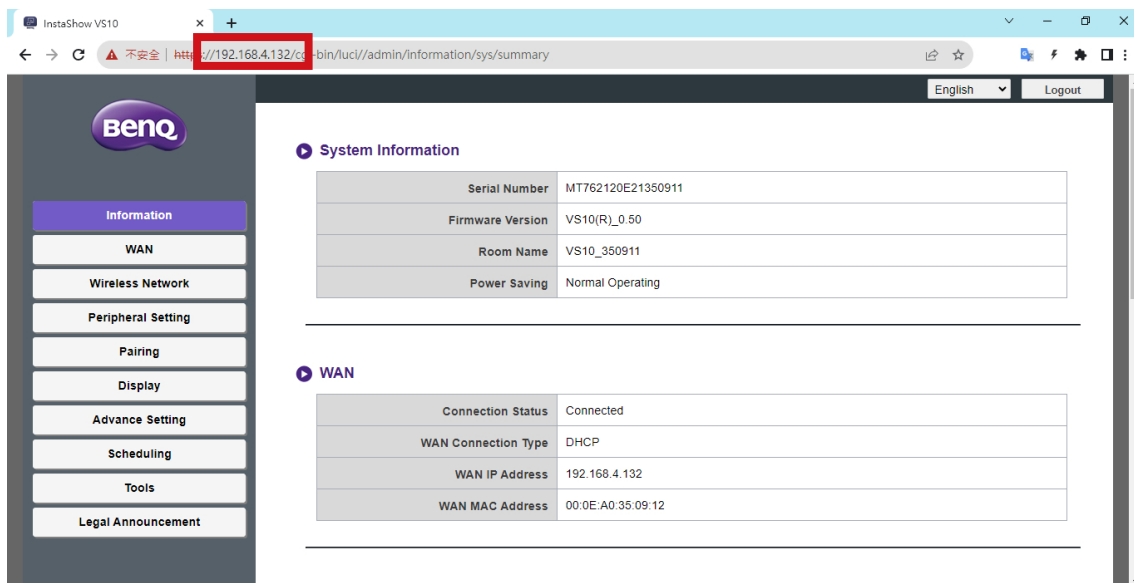 InstaShow VS10
不安全 | https://192.168.4.132/cgi-bin/luci//admin/information/sys/summary
English
Logout
BenQ
System Information
Serial Number MT762120E21350911
Firmware Version VS10(R)_0.50
Room Name VS10_350911
Power Saving Normal Operating
Information
WAN
Wireless Network
Peripheral Setting
Pairing
Display
Advance Setting
Scheduling
Tools
Legal Announcement
WAN
Connection Status Connected
WAN Connection Type DHCP
WAN IP Address 192.168.4.132
WAN MAC Address 00:0E:A0:35:09:12